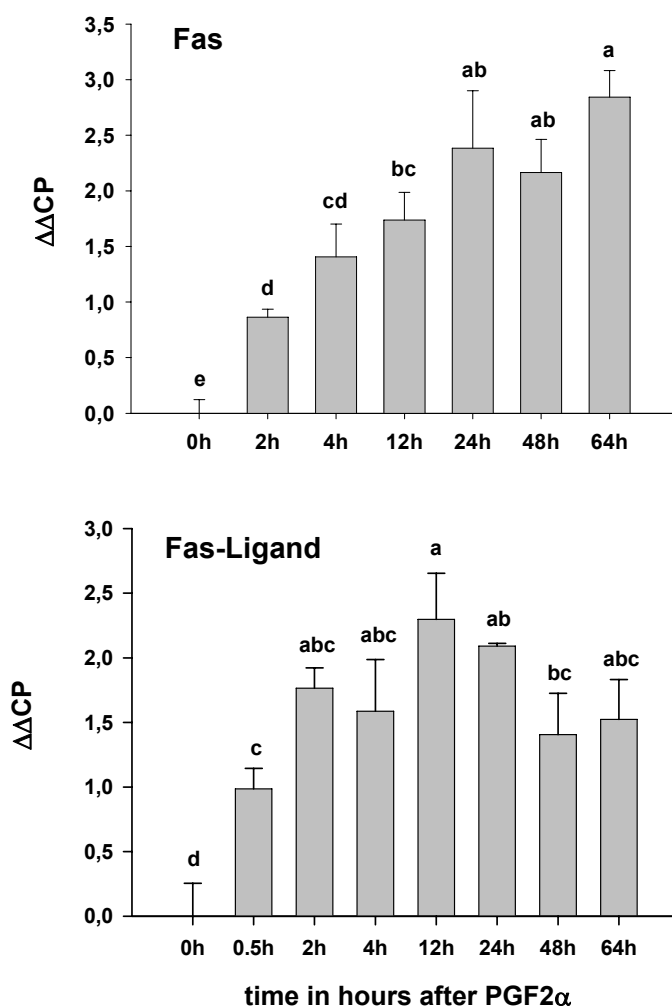 Fas
3,5
3,0
2,5
2,0
1,5
1,0
0,5
0,0
ΔΔCP
e
d
cd
bc
ab
ab
a
0h 2h 4h 12h 24h 48h 64h
Fas-Ligand
3,0
2,5
2,0
1,5
1,0
0,5
0,0
ΔΔCP
d
c
abc
abc
a
ab
bc
abc
0h 0.5h 2h 4h 12h 24h 48h 64h
time in hours after PGF2α